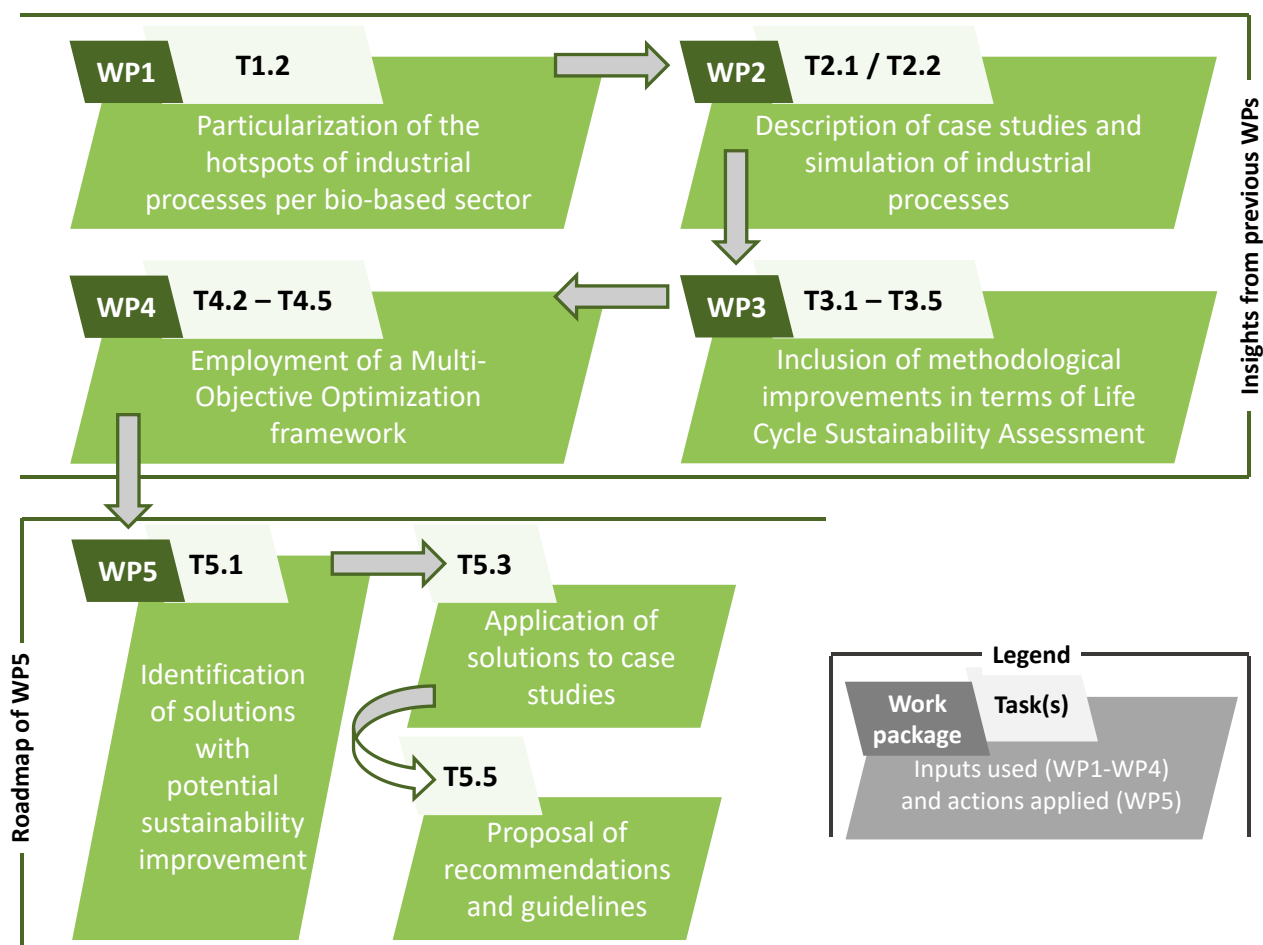 WP1
T1.2
Particularization of the
hotspots of industrial
processes per bio-based sector
WP2
T2.1 / T2.2
Description of case studies and
simulation of industrial
processes
WP4
T4.2 – T4.5
Employment of a Multi-
Objective Optimization
framework
WP3
T3.1 – T3.5
Inclusion of methodological
improvements in terms of Life
Cycle Sustainability Assessment
Insights from previous WPs
WP5
T5.1
Identification
of solutions
with
potential
sustainability
improvement
T5.3
Application of
solutions to case
studies
T5.5
Proposal of
recommendations
and guidelines
Roadmap of WP5
Legend
Work
package
Task(s)
Inputs used (WP1-WP4)
and actions applied (WP5)